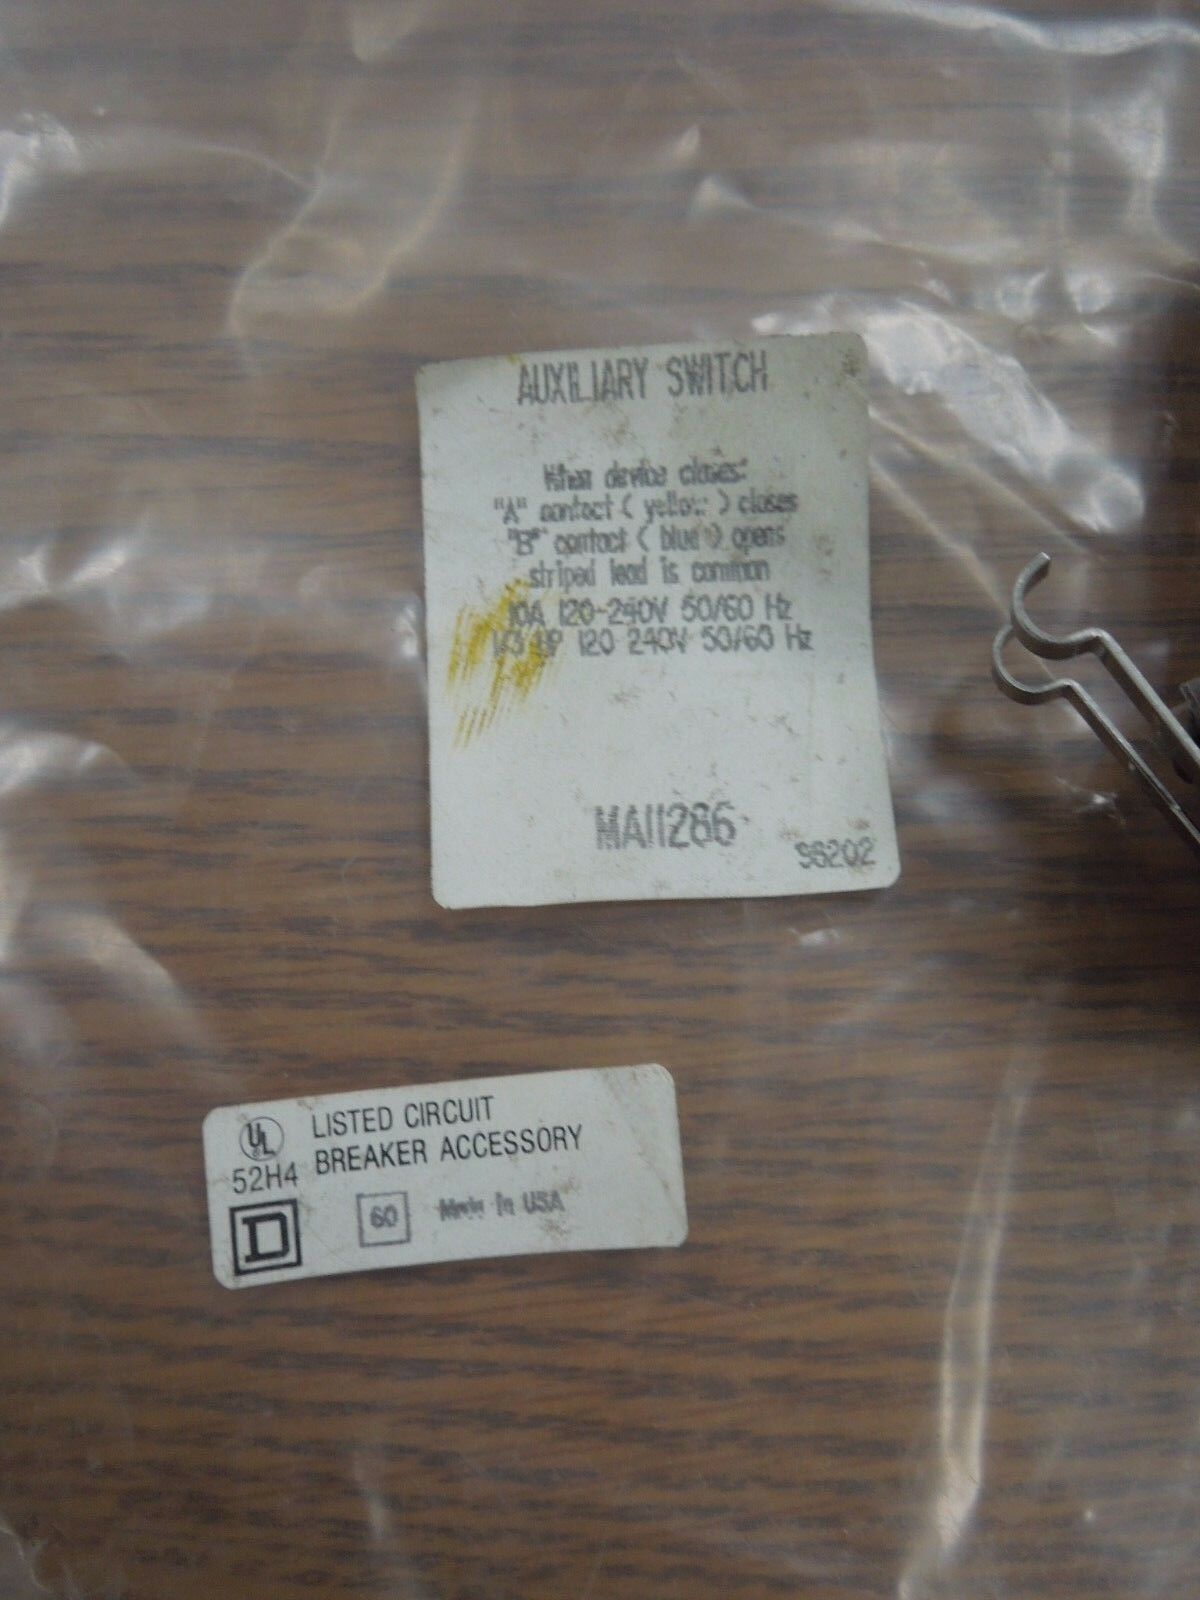 AUXILIARY SWITCH
When device closes:
"A" contact ( yellow ) closes
"B" contact ( blue ) opens
striped lead is common
10A 120-240V 50/60 Hz
1/3 HP 120 240V 50/60 Hz
MA11286
S6202
UL LISTED CIRCUIT
52H4 BREAKER ACCESSORY
D 60 Made in USA